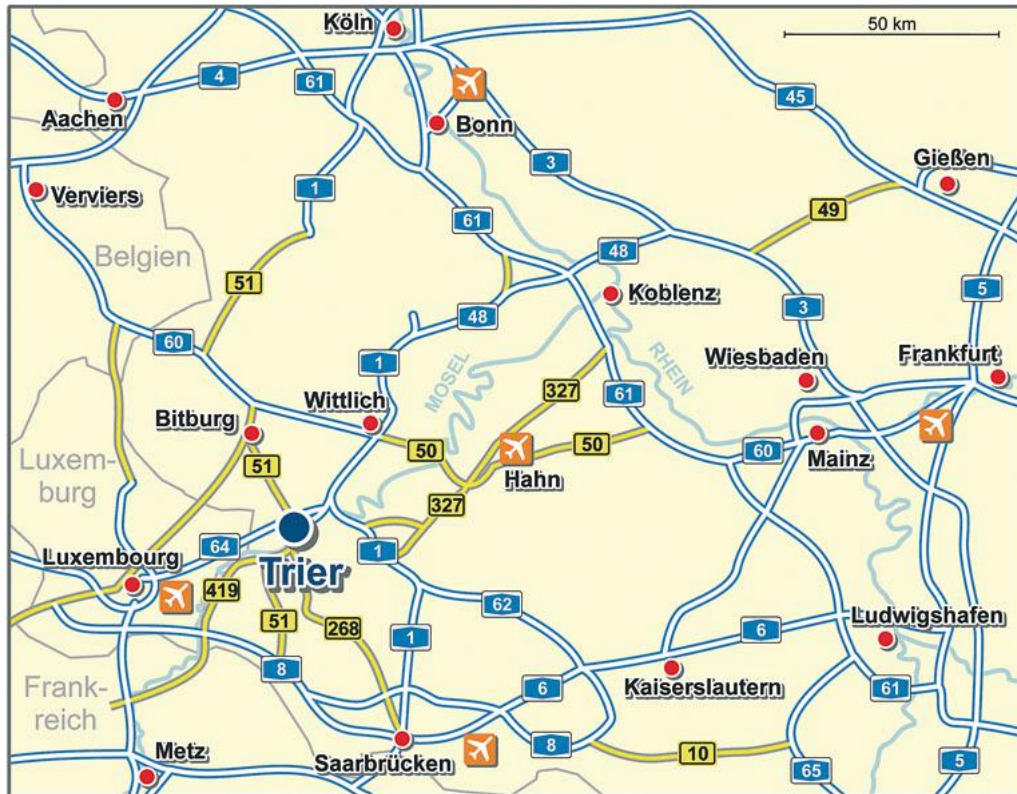 Köln
50 km
4
61
45
Aachen
Bonn
3
Gießen
1
Verviers
49
61
Belgien
48
51
5
Koblenz
48
3
60
1
RHEIN
Wiesbaden
Frankfurt
MOSEL
327
61
Wittlich
Bitburg
50
50
60
Mainz
51
Hahn
Luxem-
burg
327
64
1
Luxembourg
Trier
419
62
51
268
1
6
Ludwigshafen
8
6
Kaiserslautern
61
Frank-
reich
8
10
Saarbrücken
Metz
65
5